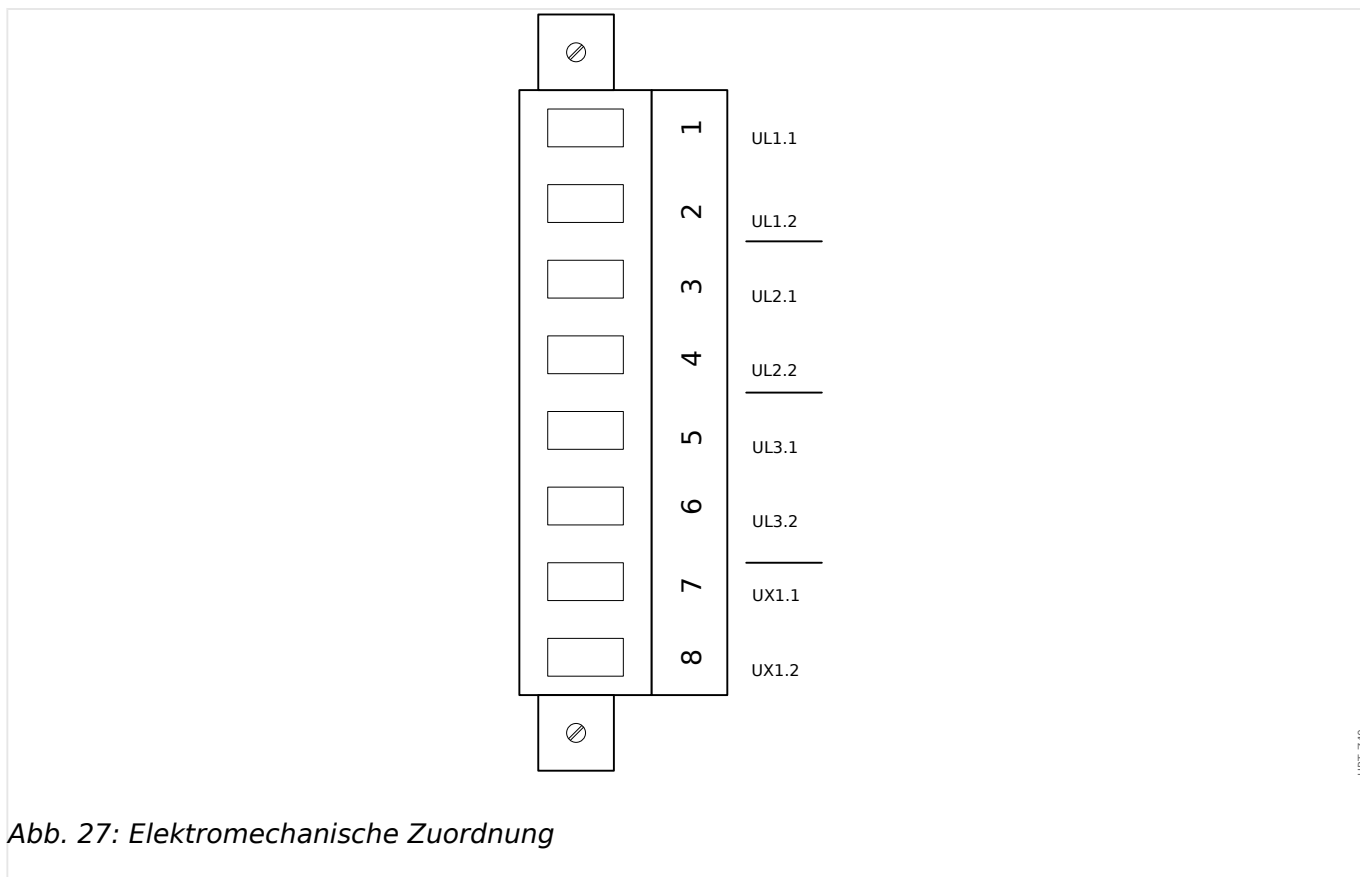 1 UL1.1
2 UL1.2
3 UL2.1
4 UL2.2
5 UL3.1
6 UL3.2
7 UX1.1
8 UX1.2
Abb. 27: Elektromechanische Zuordnung